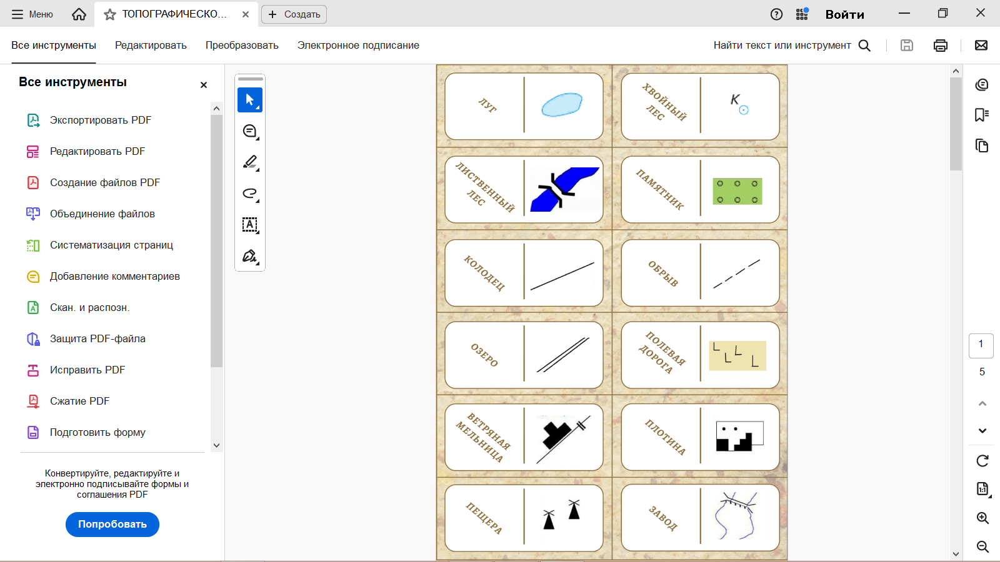 Меню
ТОПОГРАФИЧЕСКО...
Создать
Войти
Все инструменты
Редактировать
Преобразовать
Электронное подписание
Найти текст или инструмент
Все инструменты
Экспортировать PDF
Редактировать PDF
Создание файлов PDF
Объединение файлов
Систематизация страниц
Добавление комментариев
Скан. и распозн.
Защита PDF-файла
Исправить PDF
Сжатие PDF
Подготовить форму
Конвертируйте, редактируйте и
электронно подписывайте формы и
соглашения PDF
Попробовать
ЛУГ
ХВОЙНЫЙ
ЛЕС
К
ЛИСТВЕННЫЙ
ЛЕС
ПАМЯТНИК
КОЛОДЕЦ
ОБРЫВ
ОЗЕРО
ПОЛЕВАЯ
ДОРОГА
ВЕТРЯНАЯ
МЕЛЬНИЦА
ПЛОТИНА
ПЕЩЕРА
ЗАВОД
1
5
1:1